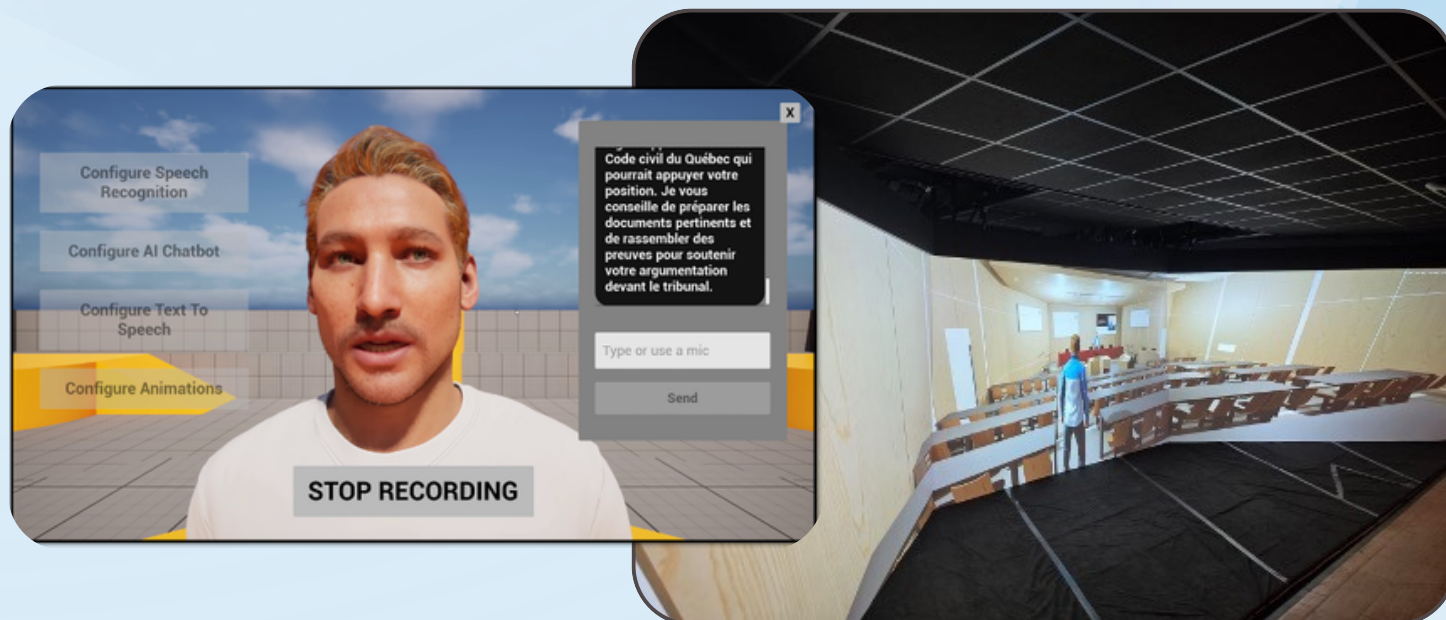 Configure Speech
Recognition
Configure AI Chatbot
Configure Text To
Speech
Configure Animations
STOP RECORDING
X
Code civil du Québec qui
pourrait appuyer votre
position. Je vous
conseille de préparer les
documents pertinents et
de rassembler des
preuves pour soutenir
votre argumentation
devant le tribunal.
Type or use a mic
Send